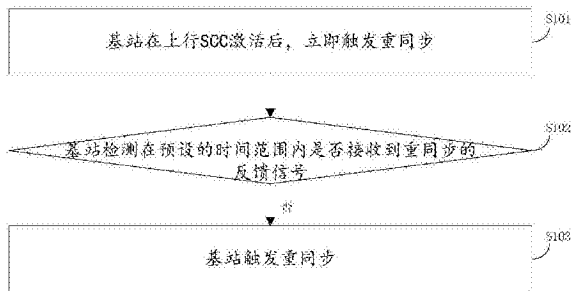 S101
基站在上行SCC激活后，立即触发重同步
S102
基站检测在预设的时间范围内是否接收到重同步的
反馈信号
否
S103
基站触发重同步